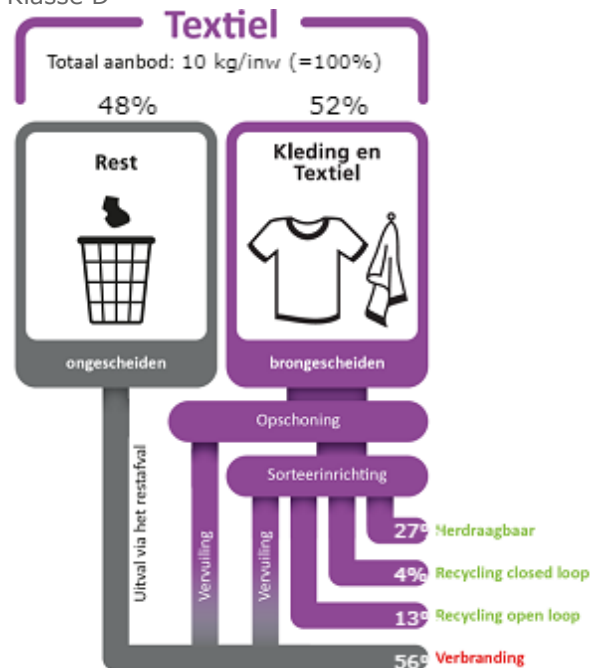 Klasse D
Textiel
Totaal aanbod: 10 kg/inw (=100%)
48%
52%
Rest
Kleding en
Textiel
ongescheiden
brongescheiden
Opschoning
Sorteerinrichting
Uitval via het restafval
Vervuiling
Vervuiling
27% Herdraagbaar
4% Recycling closed loop
13% Recycling open loop
56% Verbranding